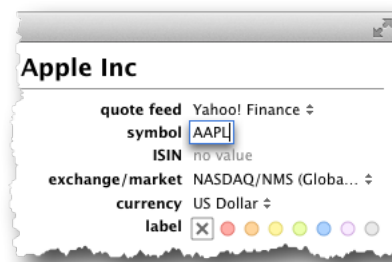 Apple Inc
quote feed Yahoo! Finance
symbol AAPL
ISIN no value
exchange/market NASDAQ/NMS (Globa...
currency US Dollar
label